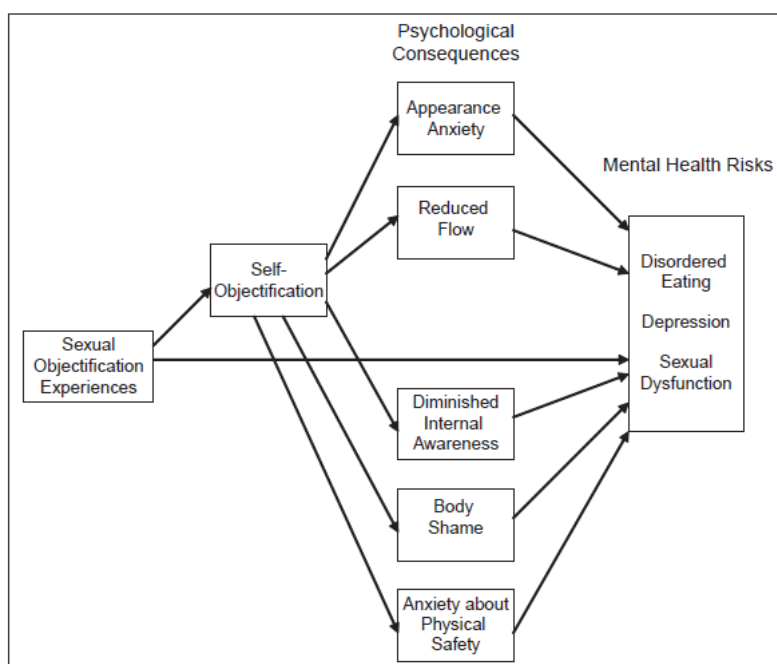 Psychological
Consequences
Appearance
Anxiety
Mental Health Risks
Reduced
Flow
Self-
Objectification
Disordered
Eating
Depression
Sexual
Dysfunction
Sexual
Objectification
Experiences
Diminished
Internal
Awareness
Body
Shame
Anxiety about
Physical
Safety